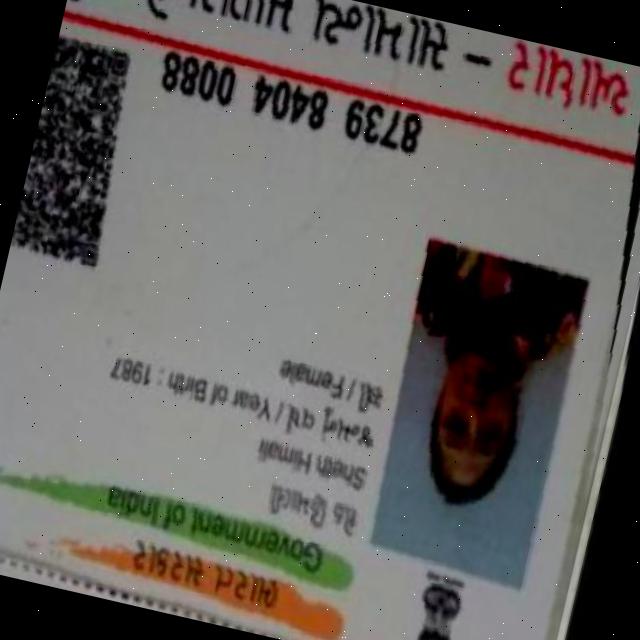 ભારત સરકાર
Government of India
શેઠ હિમાલી
Sheth Himali
જન્મનું વર્ષ / Year of Birth : 1987
સ્ત્રી / Female
8739 8404 0088
આધાર – સામાન્ય